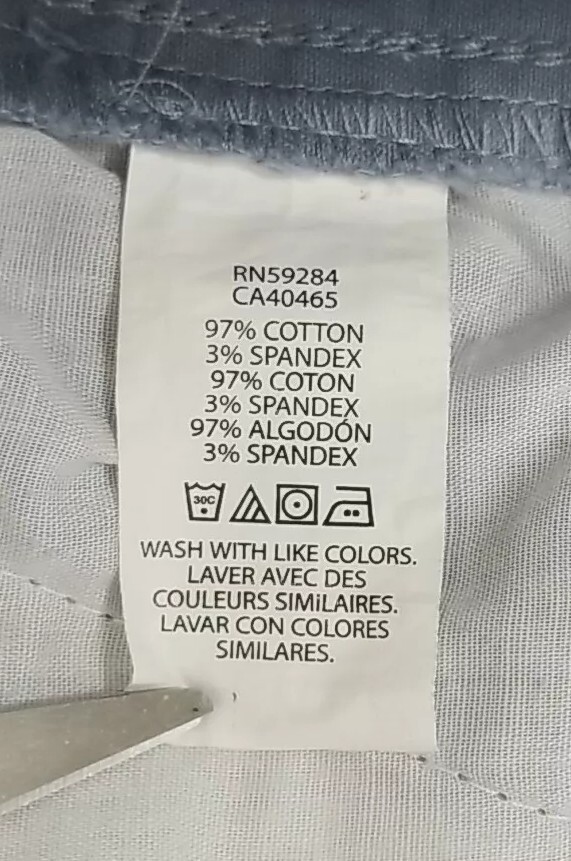 RN59284
CA40465
97% COTTON
3% SPANDEX
97% COTON
3% SPANDEX
97% ALGODÓN
3% SPANDEX
30C
WASH WITH LIKE COLORS.
LAVER AVEC DES
COULEURS SIMiLAIRES.
LAVAR CON COLORES
SIMILARES.